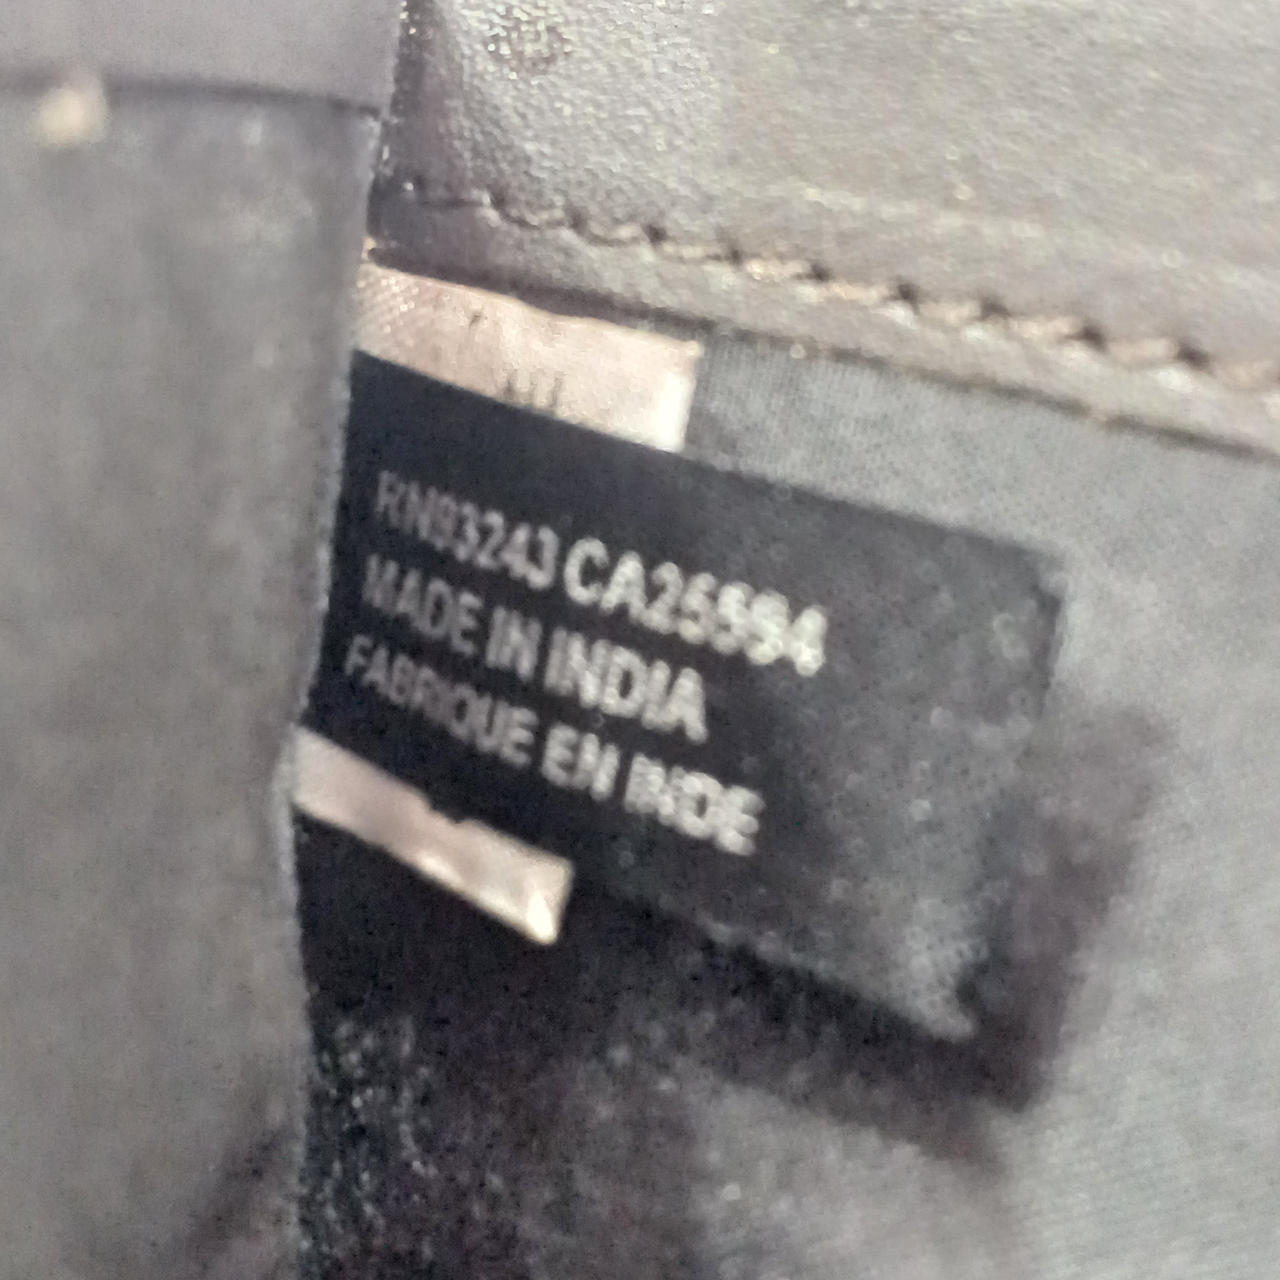 RN93243 CA25594
MADE IN INDIA
FABRIQUE EN INDE